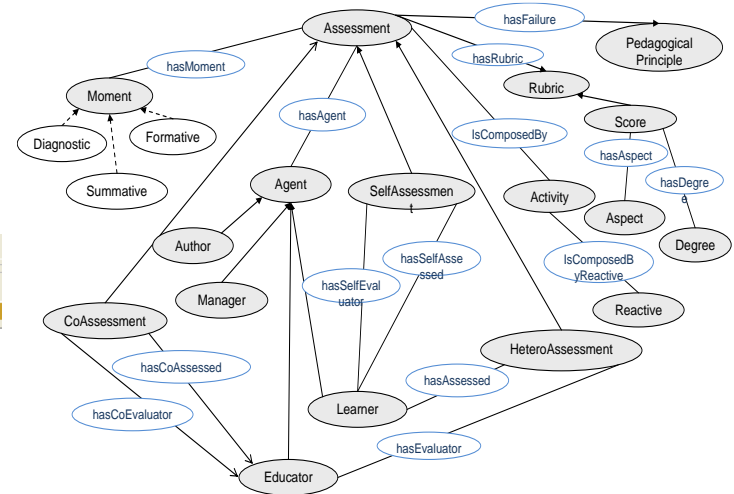 Assessment
hasFailure
Pedagogical
Principle
hasMoment
hasRubric
Rubric
Moment
hasAgent
IsComposedBy
Score
Diagnostic
Formative
hasAspect
Summative
Agent
SelfAssessmen
t
Activity
hasDegre
e
Aspect
Author
hasSelfAsse
ssed
Degree
IsComposedB
yReactive
Manager
hasSelfEval
uator
CoAssessment
Reactive
HeteroAssessment
hasCoAssessed
hasAssessed
Learner
hasCoEvaluator
hasEvaluator
Educator